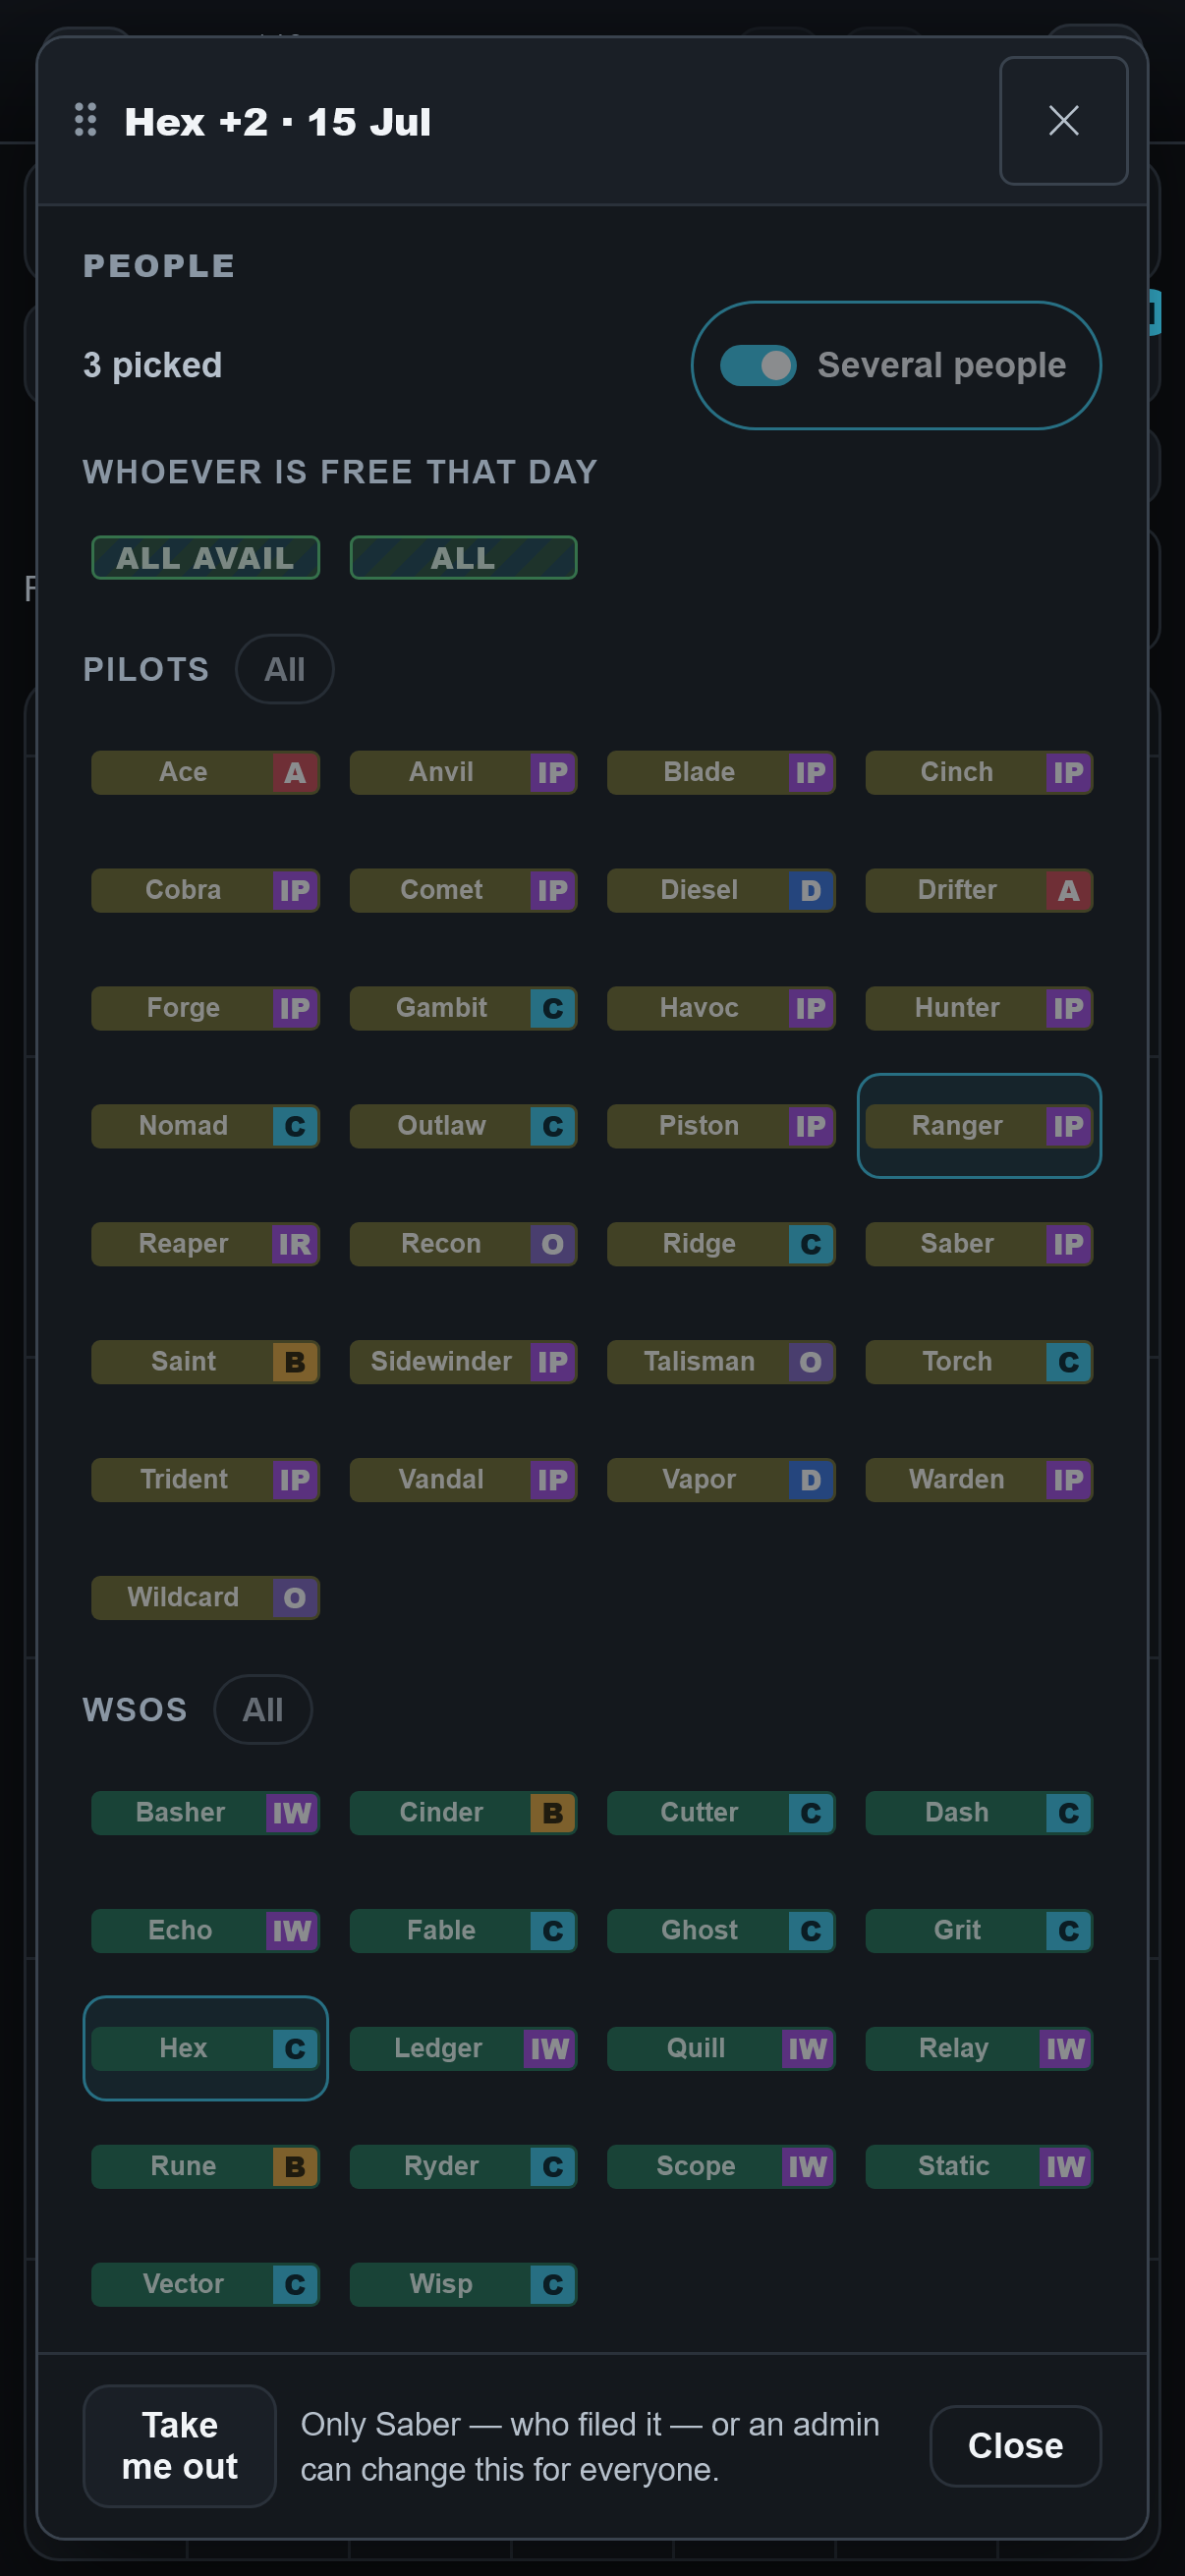 Hex +2 · 15 Jul
PEOPLE
3 picked
Several people
WHOEVER IS FREE THAT DAY
ALL AVAIL
ALL
PILOTS
All
Ace A
Anvil IP
Blade IP
Cinch IP
Cobra IP
Comet IP
Diesel D
Drifter A
Forge IP
Gambit C
Havoc IP
Hunter IP
Nomad C
Outlaw C
Piston IP
Ranger IP
Reaper IR
Recon O
Ridge C
Saber IP
Saint B
Sidewinder IP
Talisman O
Torch C
Trident IP
Vandal IP
Vapor D
Warden IP
Wildcard O
WSOS
All
Basher IW
Cinder B
Cutter C
Dash C
Echo IW
Fable C
Ghost C
Grit C
Hex C
Ledger IW
Quill IW
Relay IW
Rune B
Ryder C
Scope IW
Static IW
Vector C
Wisp C
Take
me out
Only Saber — who filed it — or an admin
can change this for everyone.
Close